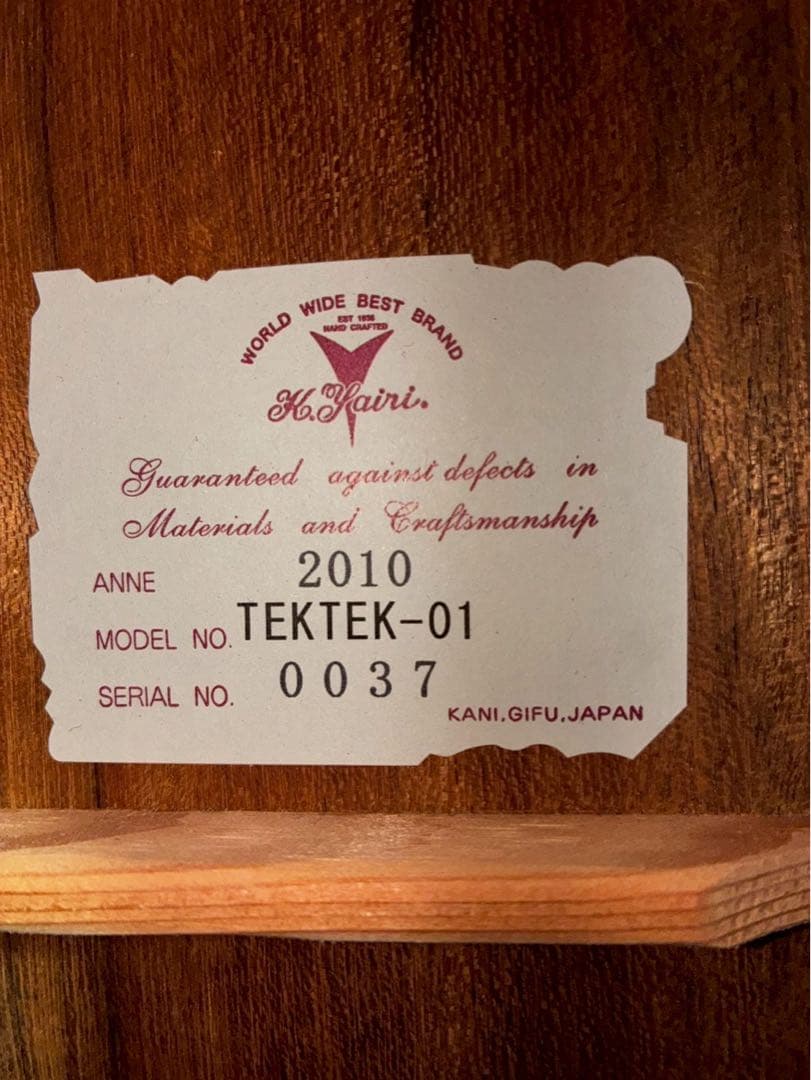 WORLD WIDE BEST BRAND
EST 1935
HAND CRAFTED
K.Yairi.
Guaranteed against defects in
Materials and Craftsmanship
ANNE 2010
MODEL NO. TEKTEK-01
SERIAL NO. 0037
KANI.GIFU.JAPAN